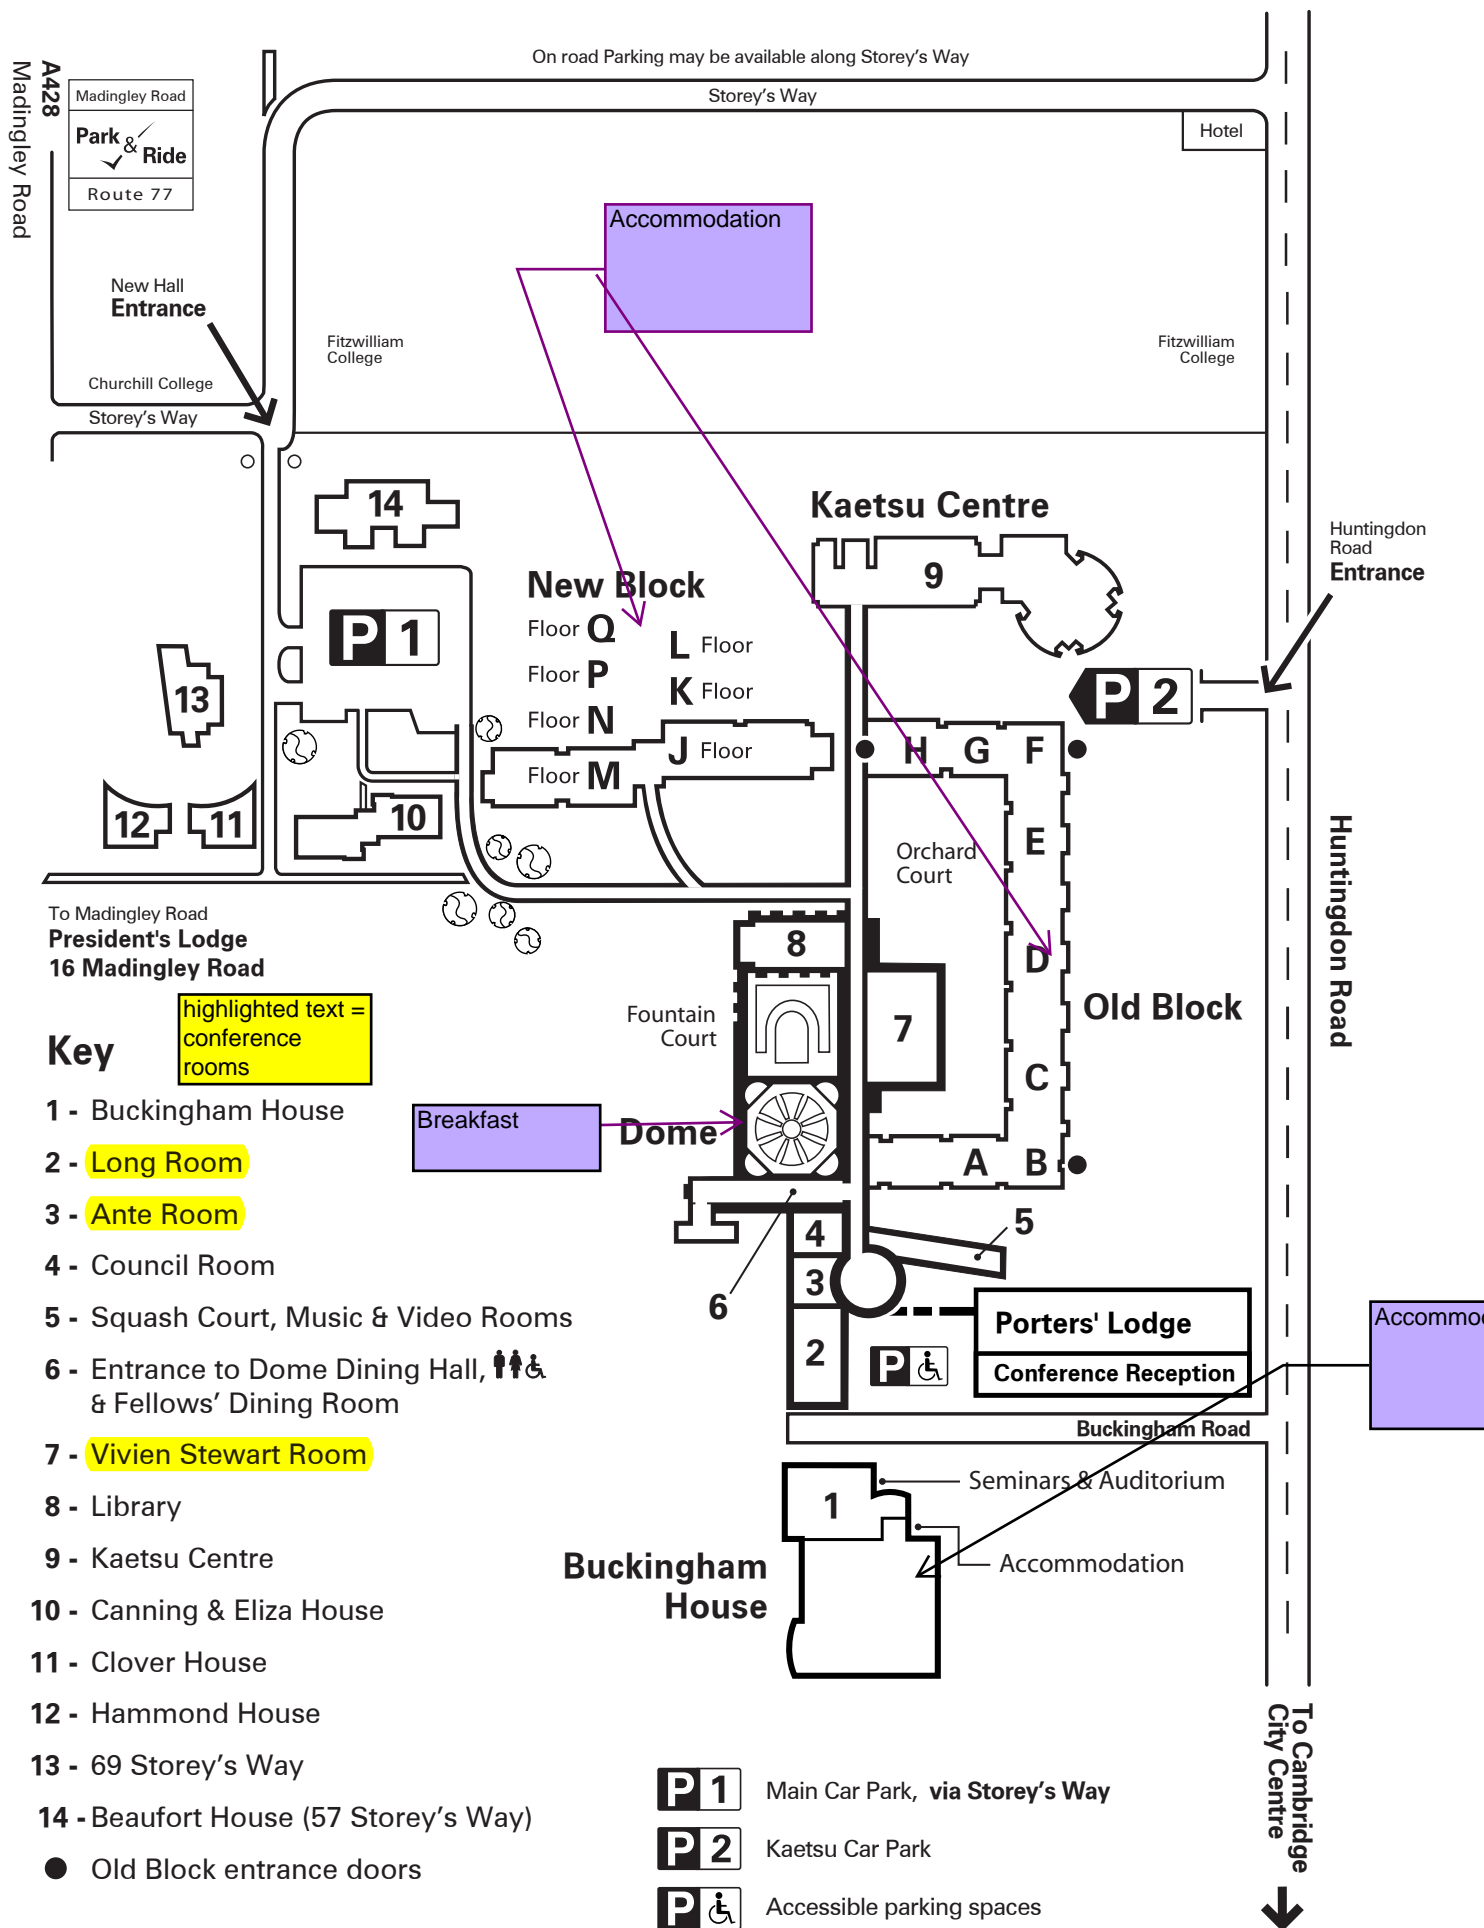 On road Parking may be available along Storey's Way
Storey's Way
Hotel
A428
Madingley Road
Madingley Road
Park & Ride
Route 77
Accommodation
New Hall
Entrance
Churchill College
Storey's Way
Fitzwilliam
College
Fitzwilliam
College
14
Kaetsu Centre
9
Huntingdon
Road
Entrance
New Block
Floor Q
L Floor
Floor P
K Floor
Floor N
J Floor
Floor M
P 1
P 2
13
12
11
10
H G F
E
D
C
A B
Orchard
Court
Old Block
Huntingdon Road
To Madingley Road
President's Lodge
16 Madingley Road
8
Fountain
Court
7
Dome
Breakfast
highlighted text =
conference
rooms
Key
1 - Buckingham House
2 - Long Room
3 - Ante Room
4 - Council Room
5 - Squash Court, Music & Video Rooms
6 - Entrance to Dome Dining Hall,
& Fellows' Dining Room
7 - Vivien Stewart Room
8 - Library
9 - Kaetsu Centre
10 - Canning & Eliza House
11 - Clover House
12 - Hammond House
13 - 69 Storey's Way
14 - Beaufort House (57 Storey's Way)
Old Block entrance doors
4
3
2
5
6
Porters' Lodge
Conference Reception
P
Accommod
Buckingham Road
1
Seminars & Auditorium
Accommodation
Buckingham
House
To Cambridge
City Centre
P 1 Main Car Park, via Storey's Way
P 2 Kaetsu Car Park
P Accessible parking spaces